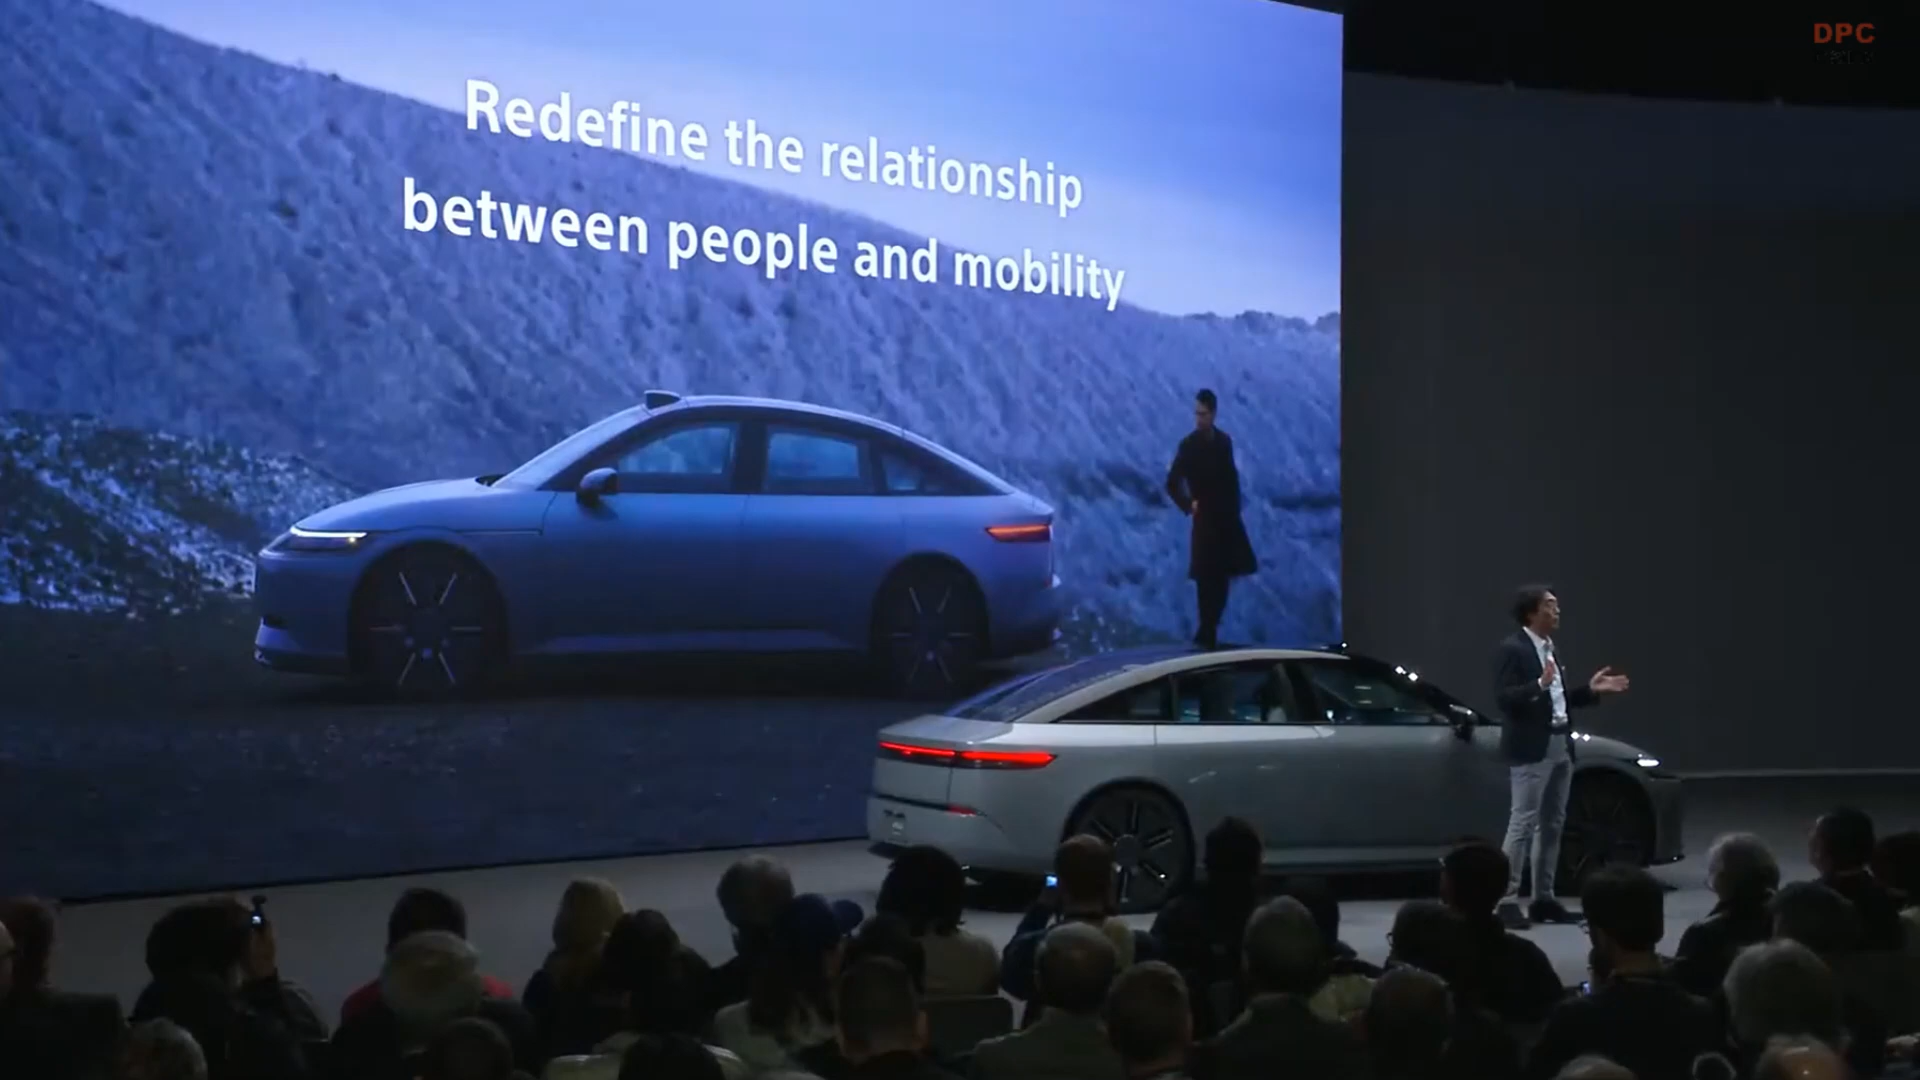 DPC
Redefine the relationship
between people and mobility